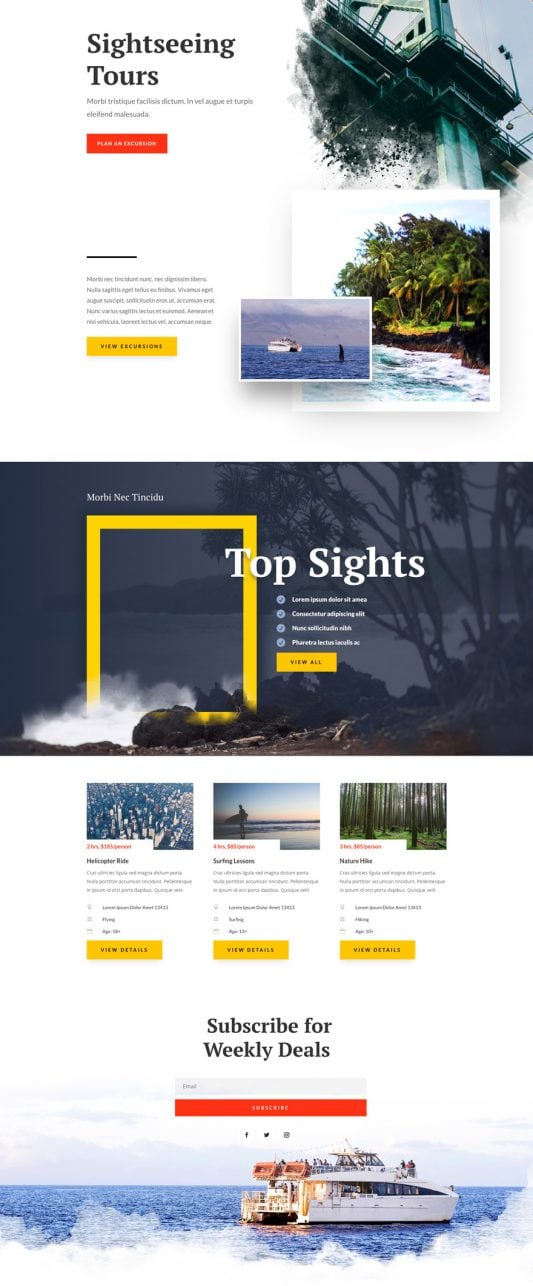 Sightseeing
Tours
Morbi tristique facilisis dictum. In vel augue et turpis
eleifend malesuada.
PLAN AN EXCURSION
Morbi nec tincidunt nunc, nec dignissim libero.
Nulla sagittis eget tellus eu finibus. Vivamus eget
augue suscipit, sollicitudin eros ut, accumsan erat.
Nunc varius sagittis lectus et euismod. Aenean et
nisi vehicula, laoreet lectus vel, accumsan neque.
VIEW EXCURSIONS
Morbi Nec Tincidu
Top Sights
Lorem ipsum dolor sit amea
Consectetur adipiscing elit
Nunc sollicitudin nibh
Pharetra lectus iaculis ac
VIEW ALL
2 hrs, $185/person
Helicopter Ride
Cras ultricies ligula sed magna dictum porta.
Nulla porttitor accumsan tincidunt. Pellentesque
in ipsum id orci porta dapibus. Quisque velit
Lorem Ipsum Dolor Amet 13413
Flying
Age: 18+
VIEW DETAILS
4 hrs, $85/person
Surfing Lessons
Cras ultricies ligula sed magna dictum porta.
Nulla porttitor accumsan tincidunt. Pellentesque
in ipsum id orci porta dapibus. Quisque velit
Lorem Ipsum Dolor Amet 13413
Surfing
Age: 13+
VIEW DETAILS
3 hrs, $85/person
Nature Hike
Cras ultricies ligula sed magna dictum porta.
Nulla porttitor accumsan tincidunt. Pellentesque
in ipsum id orci porta dapibus. Quisque velit
Lorem Ipsum Dolor Amet 13413
Hiking
Age: 10+
VIEW DETAILS
Subscribe for
Weekly Deals
Email
SUBSCRIBE